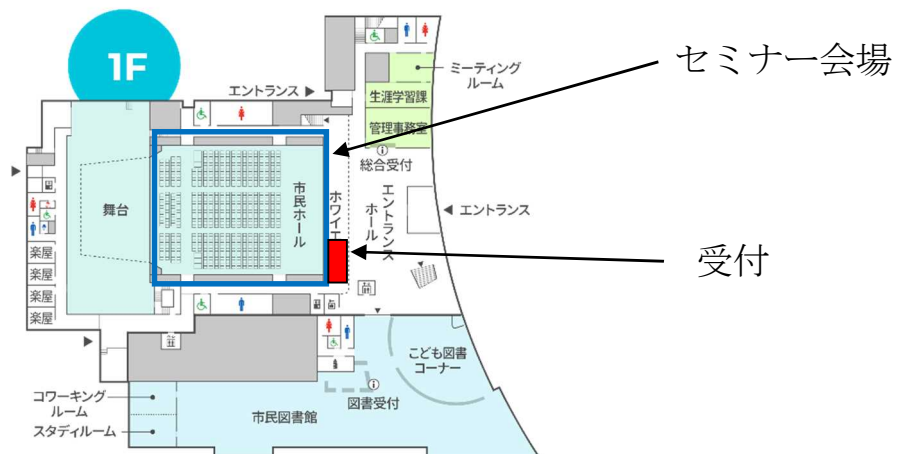 1F
セミナー会場
ミーティング
ルーム
エントランス ▶
生涯学習課
管理事務室
総合受付
舞台
市民ホール
ホワイエ
エントランス
ホール
エントランス
受付
楽屋
楽屋
楽屋
楽屋
こども図書
コーナー
コワーキング
ルーム
スタディルーム
図書受付
市民図書館